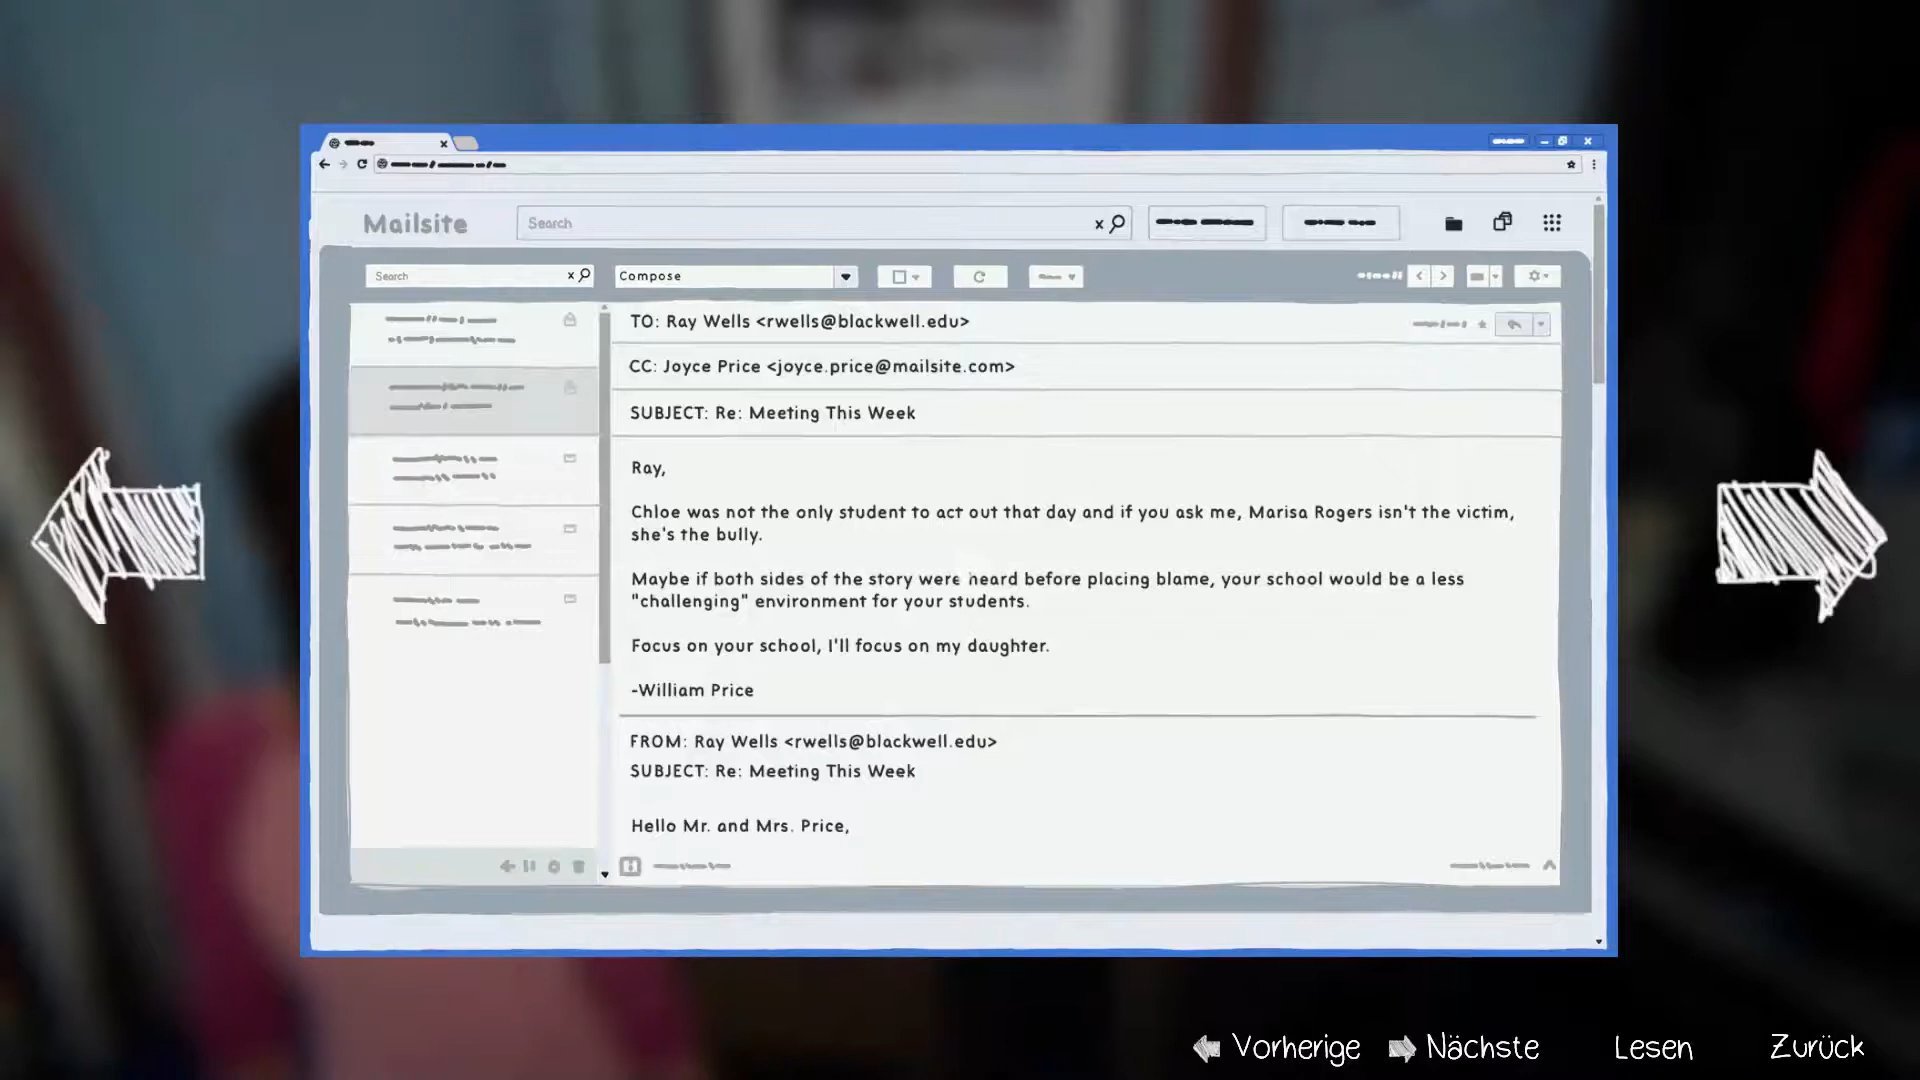 Mailsite
Search
x
Search
x
Compose
TO: Ray Wells <rwells@blackwell.edu>
CC: Joyce Price <joyce.price@mailsite.com>
SUBJECT: Re: Meeting This Week
Ray,
Chloe was not the only student to act out that day and if you ask me, Marisa Rogers isn't the victim,
she's the bully.
Maybe if both sides of the story were heard before placing blame, your school would be a less
"challenging" environment for your students.
Focus on your school, I'll focus on my daughter.
-William Price
FROM: Ray Wells <rwells@blackwell.edu>
SUBJECT: Re: Meeting This Week
Hello Mr. and Mrs. Price,
Vorherige
Nächste
Lesen
Zurück